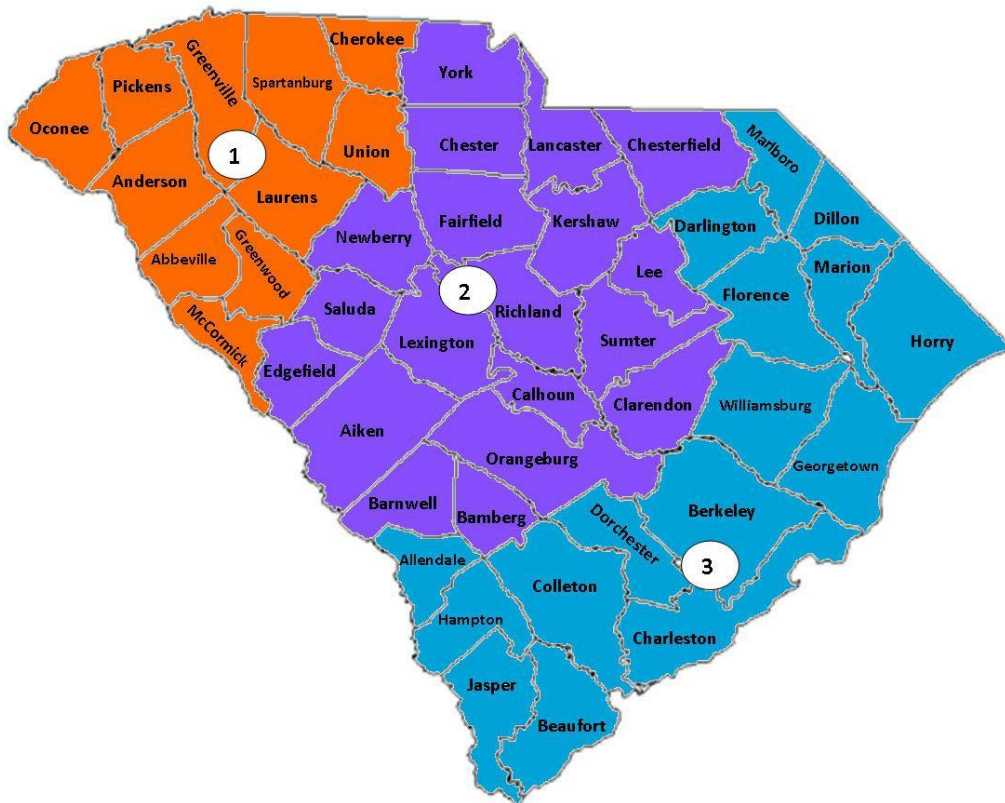 Cherokee
Greenville
Spartanburg
York
Pickens
Oconee
Union
Chester
Lancaster
Chesterfield
Marlboro
1
Anderson
Laurens
Fairfield
Kershaw
Darlington
Dillon
Newberry
Abbeville
Greenwood
Lee
Marion
2
Florence
Saluda
Richland
McCormick
Lexington
Sumter
Horry
Edgefield
Calhoun
Clarendon
Williamsburg
Aiken
Orangeburg
Georgetown
Barnwell
Bamberg
Berkeley
Dorchester
Allendale
3
Colleton
Hampton
Charleston
Jasper
Beaufort